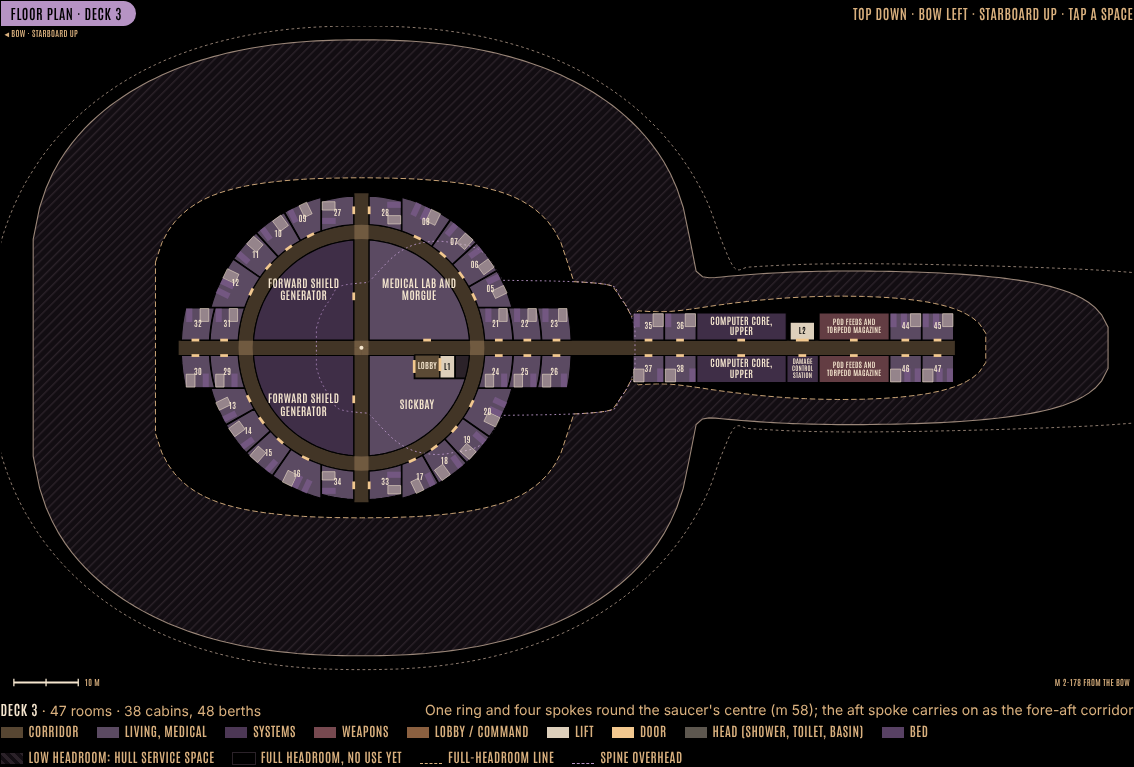 FLOOR PLAN · DECK 3
TOP DOWN · BOW LEFT · STARBOARD UP · TAP A SPACE
◂ BOW · STARBOARD UP
27
28
09
08
10
07
11
06
12
05
FORWARD SHIELD
GENERATOR
MEDICAL LAB AND
MORGUE
32
31
21
22
23
35
36
COMPUTER CORE,
UPPER
L2
POD FEEDS AND
TORPEDO MAGAZINE
44
45
30
29
LOBBY
L1
24
25
26
37
38
COMPUTER CORE,
UPPER
DAMAGE
CONTROL
STATION
POD FEEDS AND
TORPEDO MAGAZINE
46
47
FORWARD SHIELD
GENERATOR
SICKBAY
13
20
14
19
15
18
16
17
34
33
10 M
M 2-178 FROM THE BOW
DECK 3 · 47 rooms · 38 cabins, 48 berths
One ring and four spokes round the saucer's centre (m 58); the aft spoke carries on as the fore-aft corridor
CORRIDOR
LIVING, MEDICAL
SYSTEMS
WEAPONS
LOBBY / COMMAND
LIFT
DOOR
HEAD (SHOWER, TOILET, BASIN)
BED
LOW HEADROOM: HULL SERVICE SPACE
FULL HEADROOM, NO USE YET
FULL-HEADROOM LINE
SPINE OVERHEAD